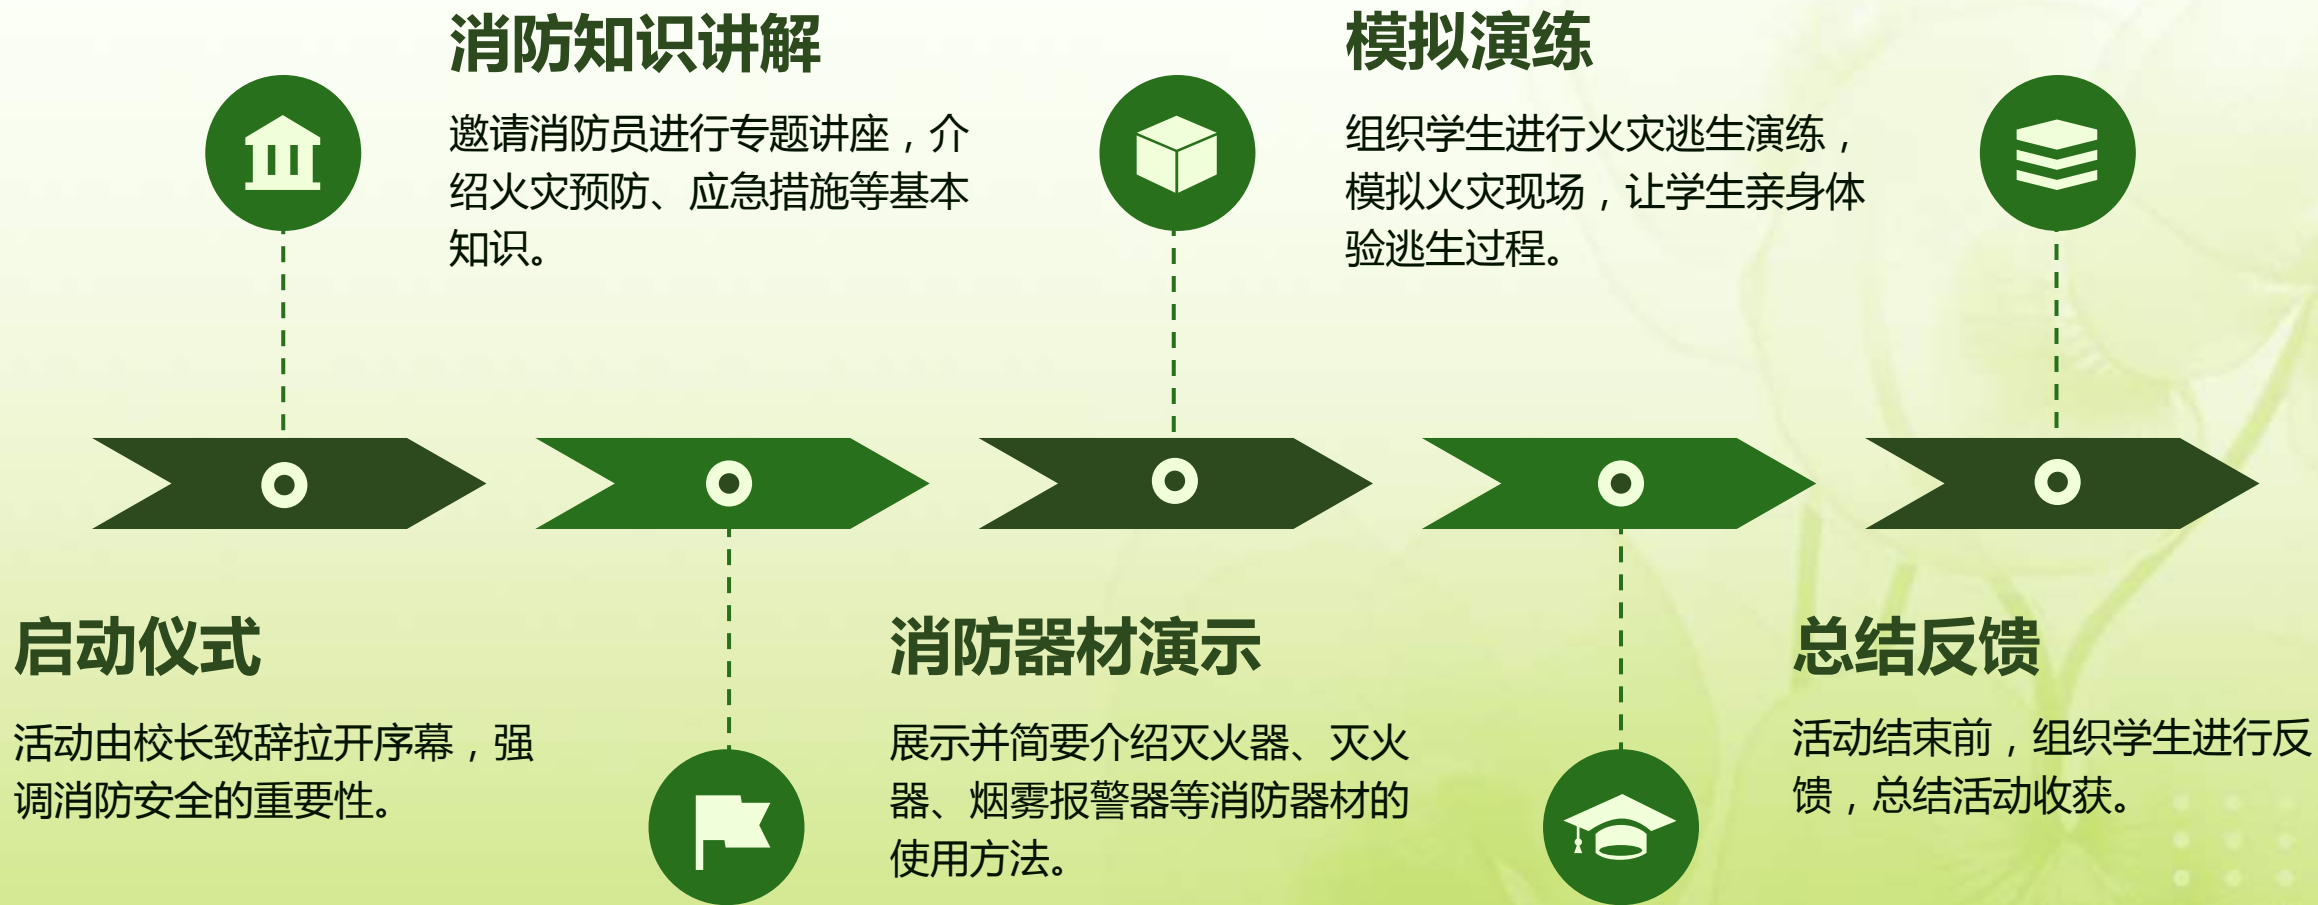 启动仪式
活动由校长致辞拉开序幕，强
调消防安全的重要性。
消防知识讲解
邀请消防员进行专题讲座，介
绍火灾预防、应急措施等基本
知识。
消防器材演示
展示并简要介绍灭火器、灭火
器、烟雾报警器等消防器材的
使用方法。
模拟演练
组织学生进行火灾逃生演练，
模拟火灾现场，让学生亲身体
验逃生过程。
总结反馈
活动结束前，组织学生进行反
馈，总结活动收获。